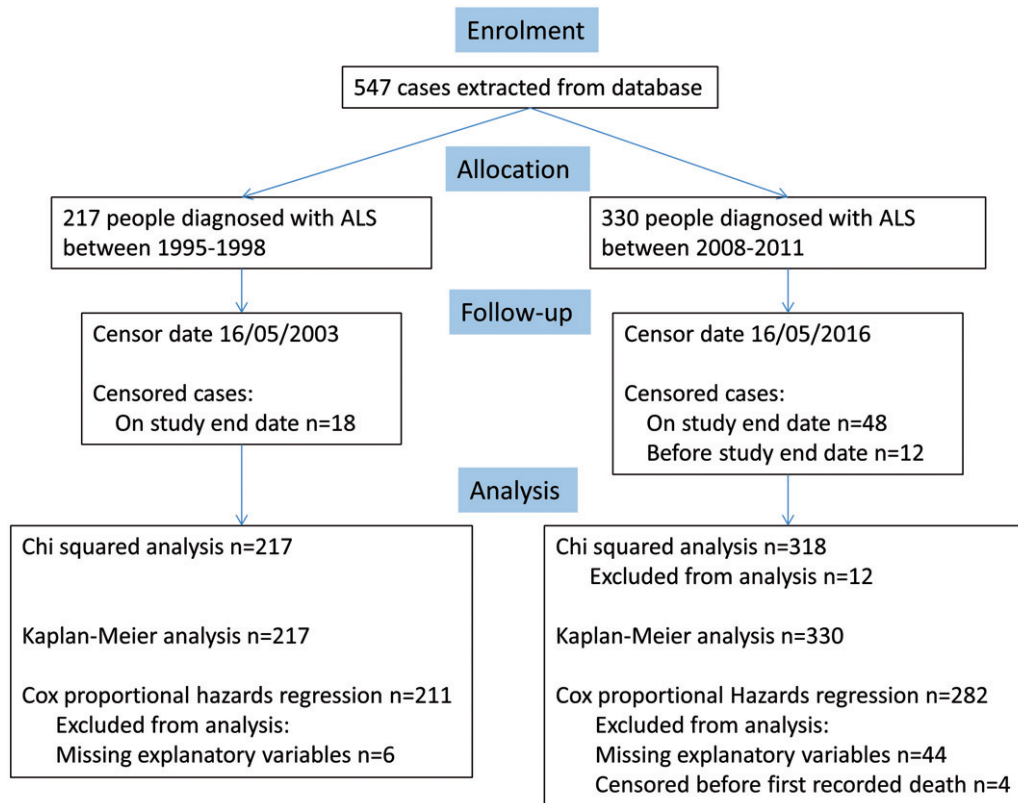 Enrolment
547 cases extracted from database
Allocation
217 people diagnosed with ALS
between 1995-1998
330 people diagnosed with ALS
between 2008-2011
Follow-up
Censor date 16/05/2003
Censored cases:
On study end date n=18
Censor date 16/05/2016
Censored cases:
On study end date n=48
Before study end date n=12
Analysis
Chi squared analysis n=217
Kaplan-Meier analysis n=217
Cox proportional hazards regression n=211
Excluded from analysis:
Missing explanatory variables n=6
Chi squared analysis n=318
Excluded from analysis n=12
Kaplan-Meier analysis n=330
Cox proportional Hazards regression n=282
Excluded from analysis:
Missing explanatory variables n=44
Censored before first recorded death n=4